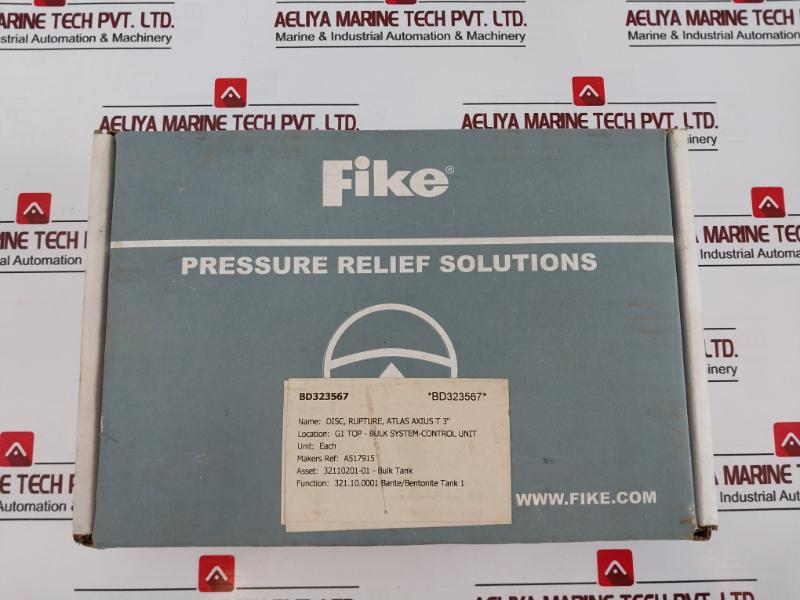 AELIYA MARINE TECH PVT. LTD.
Marine & Industrial Automation & Machinery
AELIYA MARINE TECH PVT. LTD.
AELIYA MARINE TECH PVT. LTD.
Fike®
PRESSURE RELIEF SOLUTIONS
BD323567 *BD323567*
Name: DISC, RUPTURE, ATLAS AXIUS T 3"
Location: G1 TOP - BULK SYSTEM-CONTROL UNIT
Unit: Each
Makers Ref: A517915
Asset: 32110201-01 - Bulk Tank
Function: 321.10.0001 Barite/Bentonite Tank 1
WWW.FIKE.COM